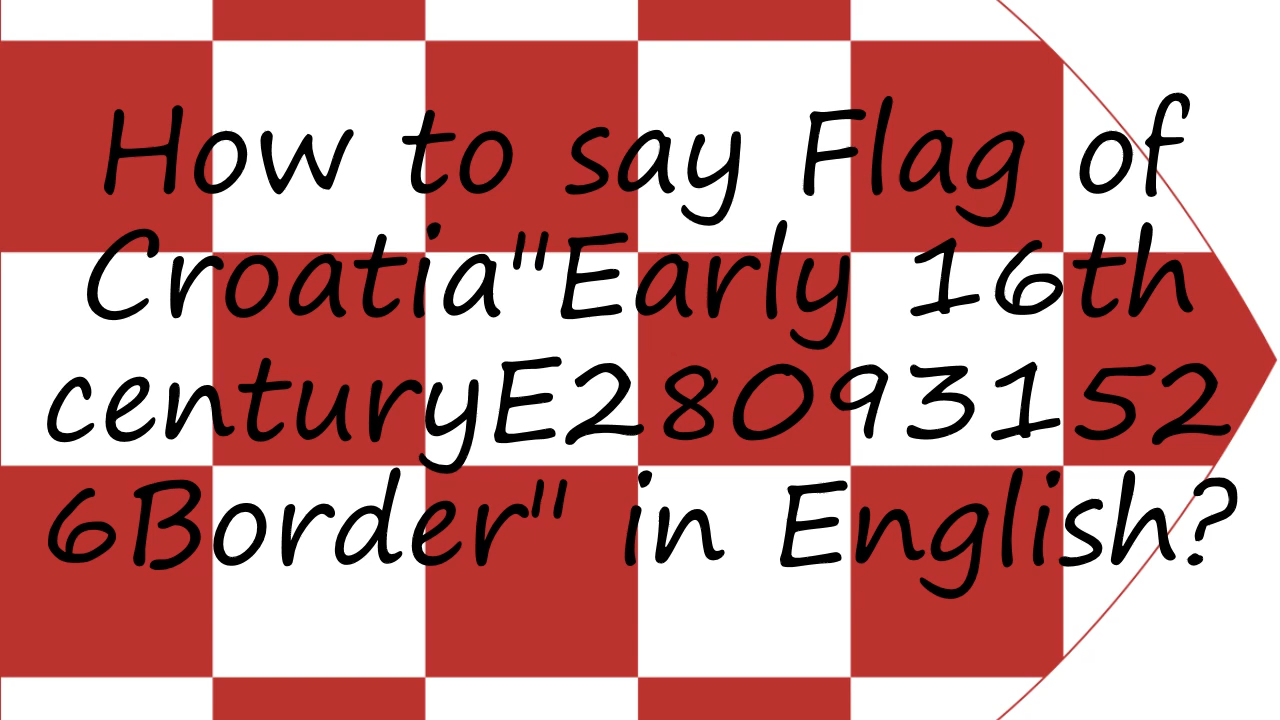 How to say Flag of
Croatia"Early 16th
centuryE28093152
6Border" in English?